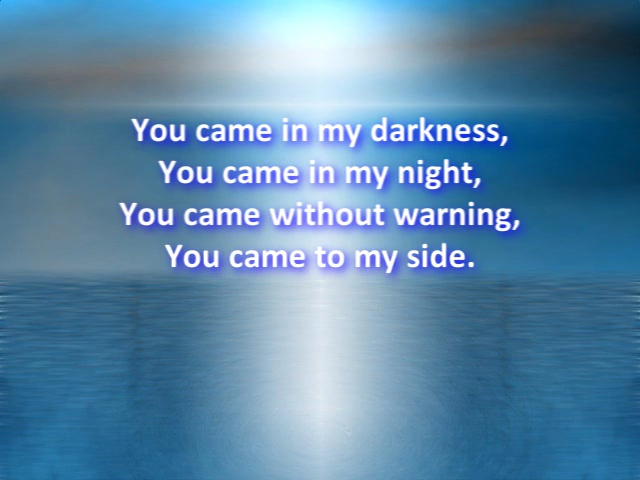 You came in my darkness,
You came in my night,
You came without warning,
You came to my side.